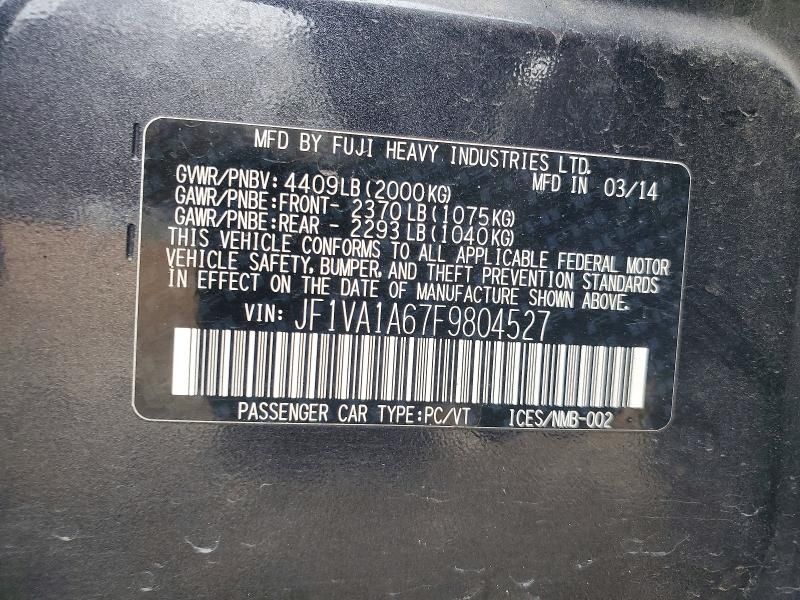 MFD BY FUJI HEAVY INDUSTRIES LTD.
GVWR/PNBV: 4409LB(2000KG) MFD IN 03/14
GAWR/PNBE:FRONT- 2370LB(1075KG)
GAWR/PNBE:REAR - 2293LB(1040KG)
THIS VEHICLE CONFORMS TO ALL APPLICABLE FEDERAL MOTOR
VEHICLE SAFETY, BUMPER, AND THEFT PREVENTION STANDARDS
IN EFFECT ON THE DATE OF MANUFACTURE SHOWN ABOVE.
VIN: JF1VA1A67F9804527
PASSENGER CAR TYPE:PC/VT ICES/NMB-002